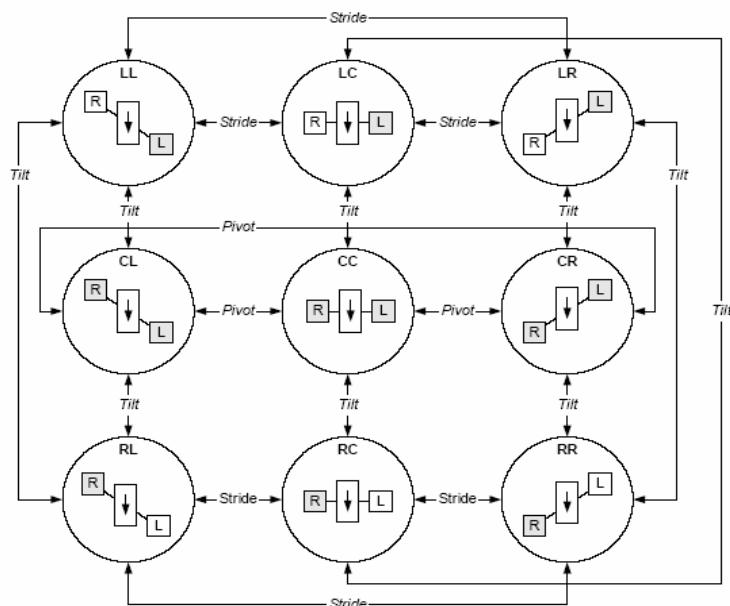 Stride
LL LC LR
R L R L R L
Stride Stride
Tilt Tilt
Tilt Tilt Tilt
Pivot
CL CC CR
R L R L R L
Pivot Pivot Tilt
Tilt Tilt Tilt
RL RC RR
R L R L R L
Stride Stride
Stride